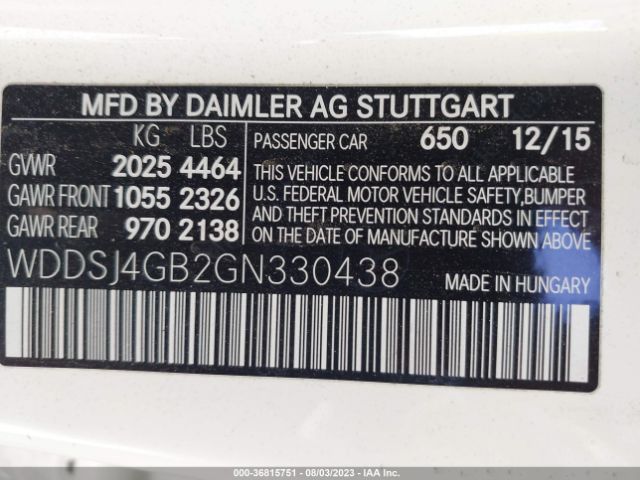 MFD BY DAIMLER AG STUTTGART
KG LBS
GVWR 2025 4464
GAWR FRONT 1055 2326
GAWR REAR 970 2138
PASSENGER CAR 650 12/15
THIS VEHICLE CONFORMS TO ALL APPLICABLE
U.S. FEDERAL MOTOR VEHICLE SAFETY,BUMPER
AND THEFT PREVENTION STANDARDS IN EFFECT
ON THE DATE OF MANUFACTURE SHOWN ABOVE
WDDSJ4GB2GN330438 MADE IN HUNGARY
000-36815751 - 08/03/2023 - IAA Inc.